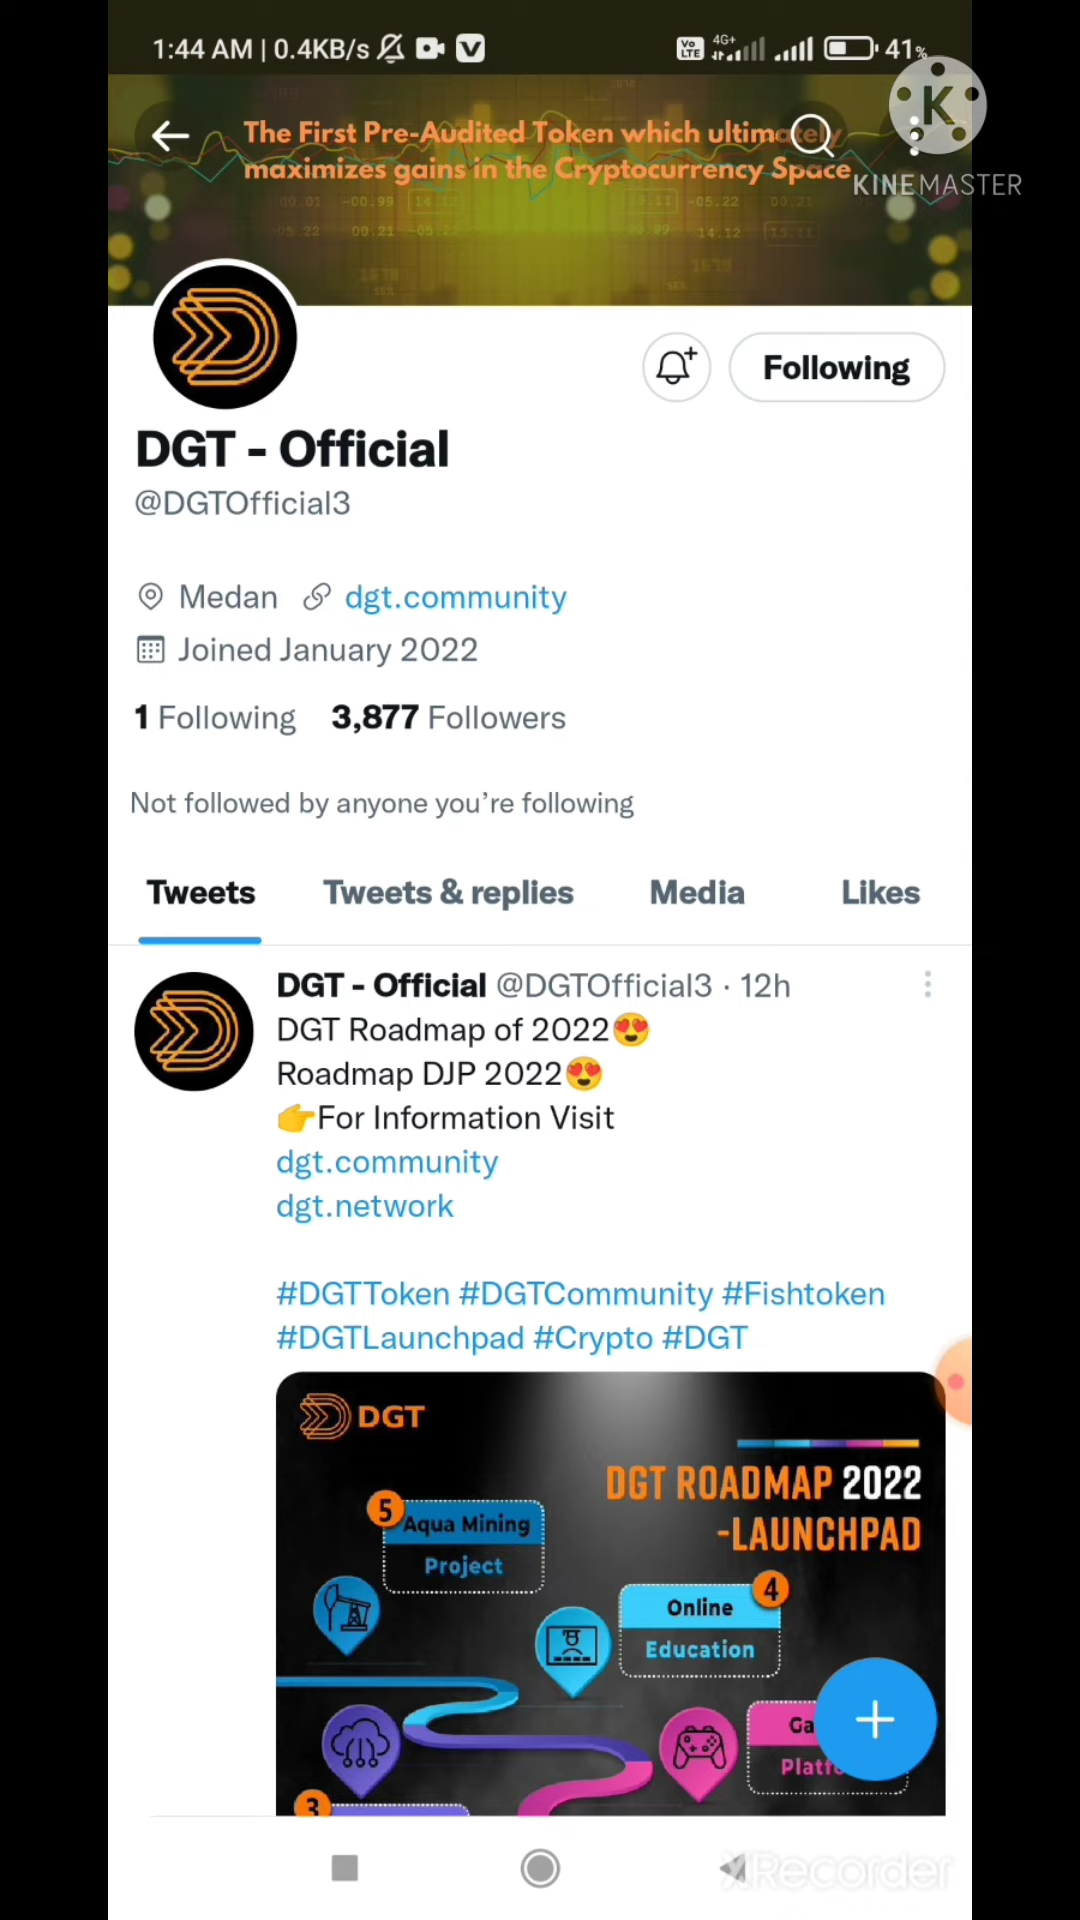 1:44 AM | 0.4KB/s
Vo LTE 4G+ 41%
The First Pre-Audited Token which ultimately
maximizes gains in the Cryptocurrency Space
K
KINEMASTER
Following
DGT - Official
@DGTOfficial3
Medan dgt.community
Joined January 2022
1 Following 3,877 Followers
Not followed by anyone you're following
Tweets Tweets & replies Media Likes
DGT - Official @DGTOfficial3 · 12h
DGT Roadmap of 2022😍
Roadmap DJP 2022😍
👉For Information Visit
dgt.community
dgt.network
#DGTToken #DGTCommunity #Fishtoken
#DGTLaunchpad #Crypto #DGT
DGT
DGT ROADMAP 2022
-LAUNCHPAD
5
Aqua Mining
Project
4
Online
Education
3
XRecorder